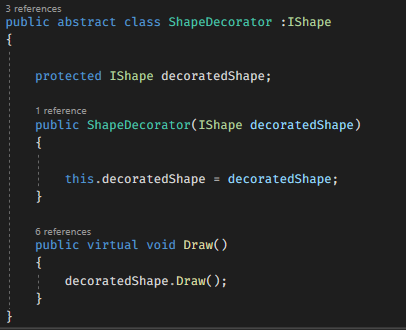 3 references
public abstract class ShapeDecorator :IShape
{
protected IShape decoratedShape;
1 reference
public ShapeDecorator(IShape decoratedShape)
{
this.decoratedShape = decoratedShape;
}
6 references
public virtual void Draw()
{
decoratedShape.Draw();
}
}